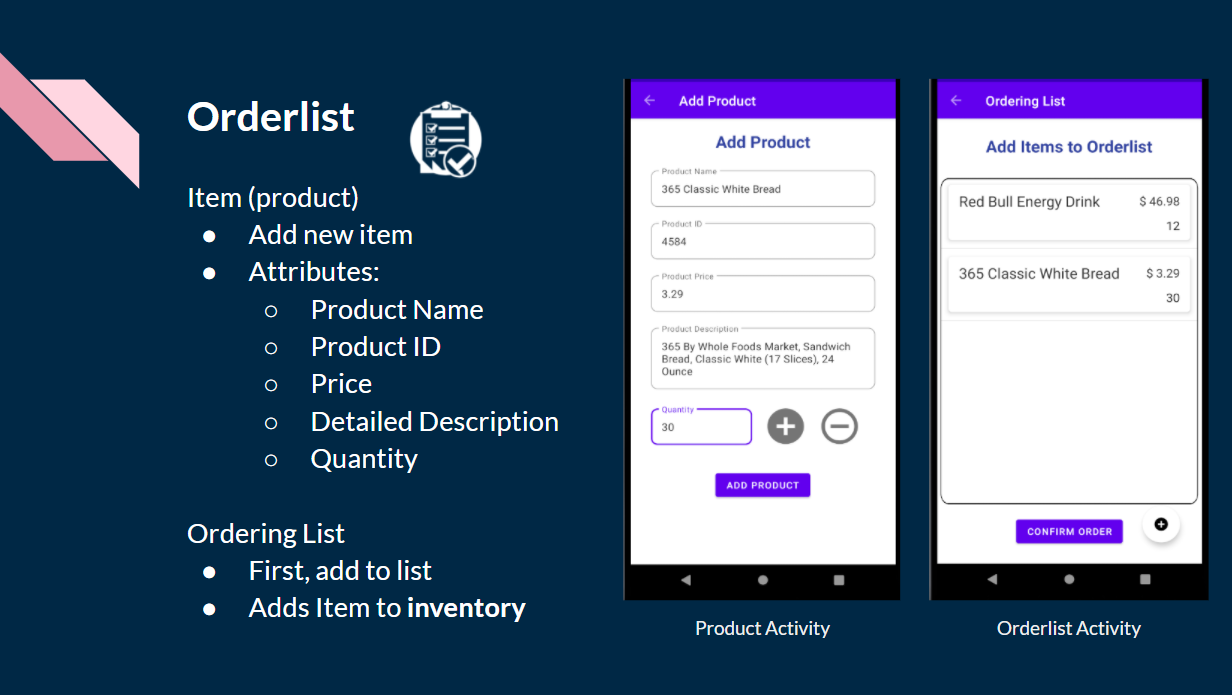 Orderlist
Item (product)
● Add new item
● Attributes:
○ Product Name
○ Product ID
○ Price
○ Detailed Description
○ Quantity
Ordering List
● First, add to list
● Adds Item to inventory
Add Product
Add Product
Product Name
365 Classic White Bread
Product ID
4584
Product Price
3.29
Product Description
365 By Whole Foods Market, Sandwich
Bread, Classic White (17 Slices), 24
Ounce
Quantity
30
ADD PRODUCT
Product Activity
Ordering List
Add Items to Orderlist
Red Bull Energy Drink $ 46.98
12
365 Classic White Bread $ 3.29
30
CONFIRM ORDER
Orderlist Activity